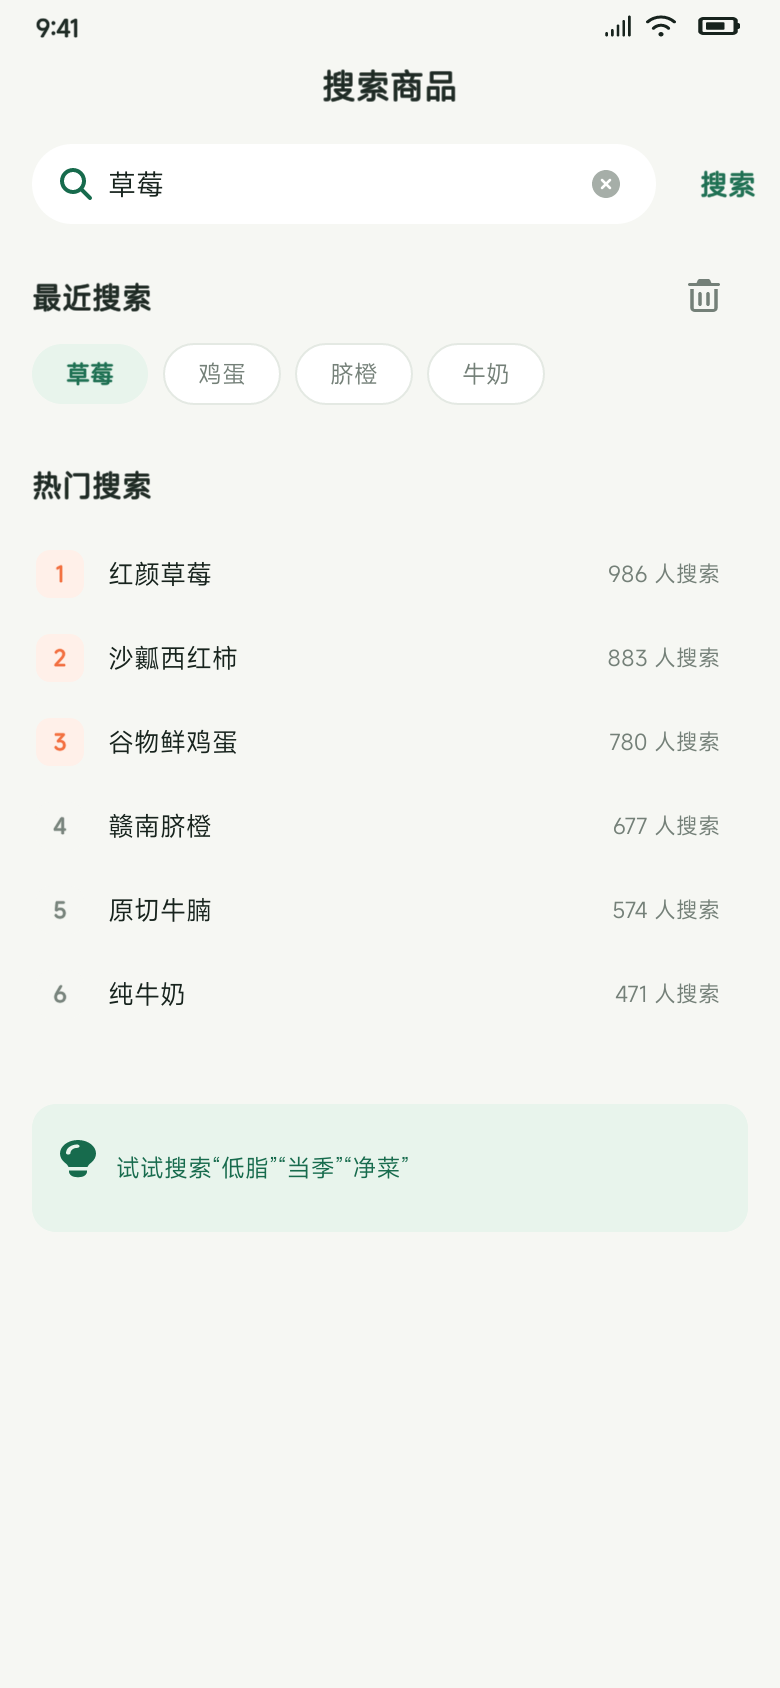 9:41
搜索商品
草莓
搜索
最近搜索
草莓 鸡蛋 脐橙 牛奶
热门搜索
1 红颜草莓 986 人搜索
2 沙瓤西红柿 883 人搜索
3 谷物鲜鸡蛋 780 人搜索
4 赣南脐橙 677 人搜索
5 原切牛腩 574 人搜索
6 纯牛奶 471 人搜索
试试搜索“低脂”“当季”“净菜”